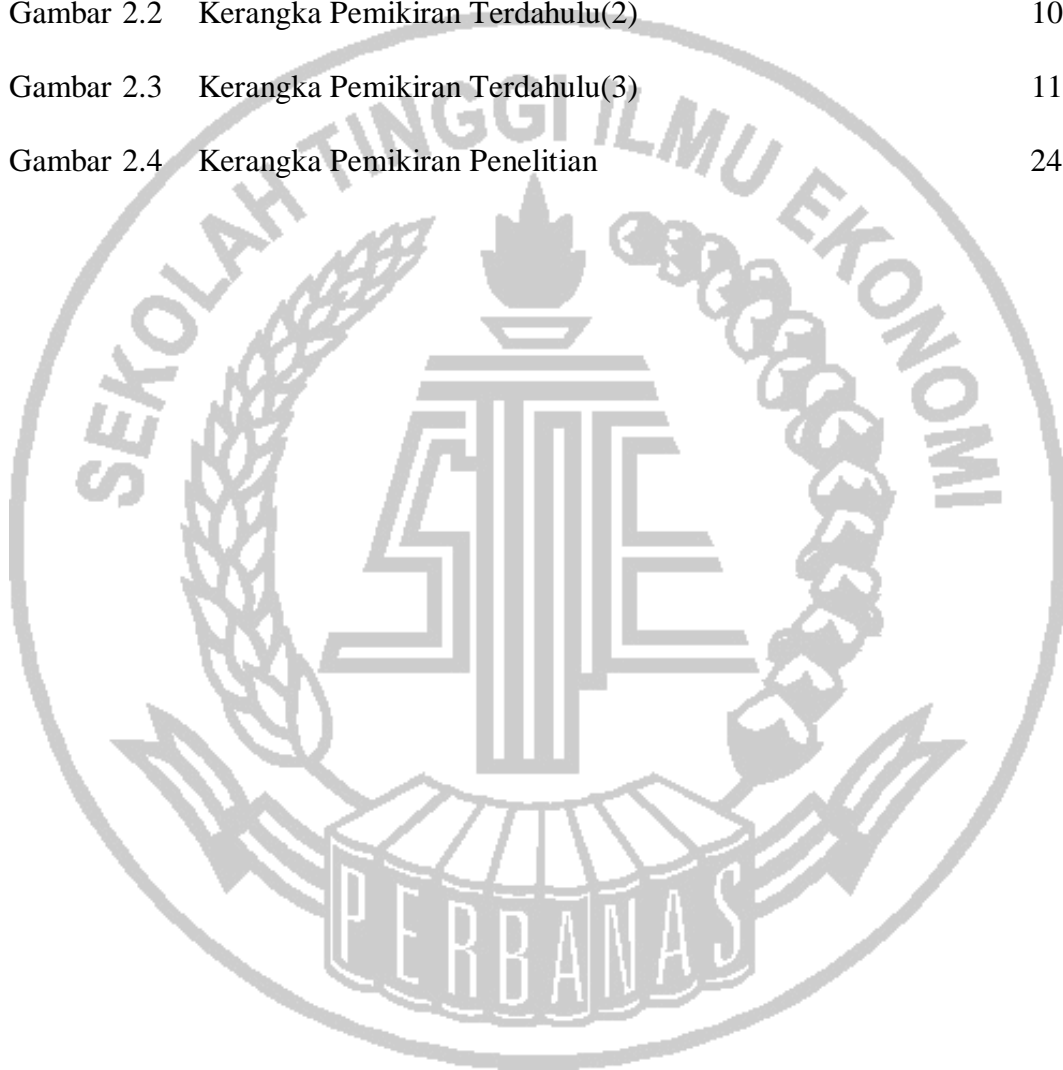 Gambar 2.2 Kerangka Pemikiran Terdahulu(2) 10
Gambar 2.3 Kerangka Pemikiran Terdahulu(3) 11
Gambar 2.4 Kerangka Pemikiran Penelitian 24
SEKOLAH TINGGI ILMU EKONOMI
STIE
PERBANAS